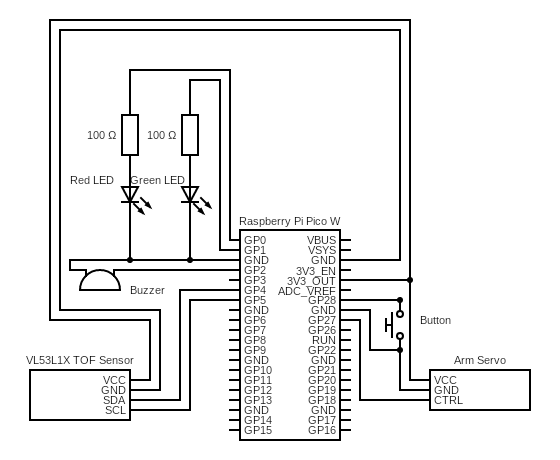 100 Ω 100 Ω
Red LED Green LED
Raspberry Pi Pico W
GP0 VBUS
GP1 VSYS
GND GND
GP2 3V3_EN
GP3 3V3_OUT
GP4 ADC_VREF
GP5 GP28
GND GND
GP6 GP27
GP7 GP26
GP8 RUN
GP9 GP22
GND GND
GP10 GP21
GP11 GP20
GP12 GP19
GP13 GP18
GND GND
GP14 GP17
GP15 GP16
Buzzer
Button
VL53L1X TOF Sensor
VCC
GND
SDA
SCL
Arm Servo
VCC
GND
CTRL